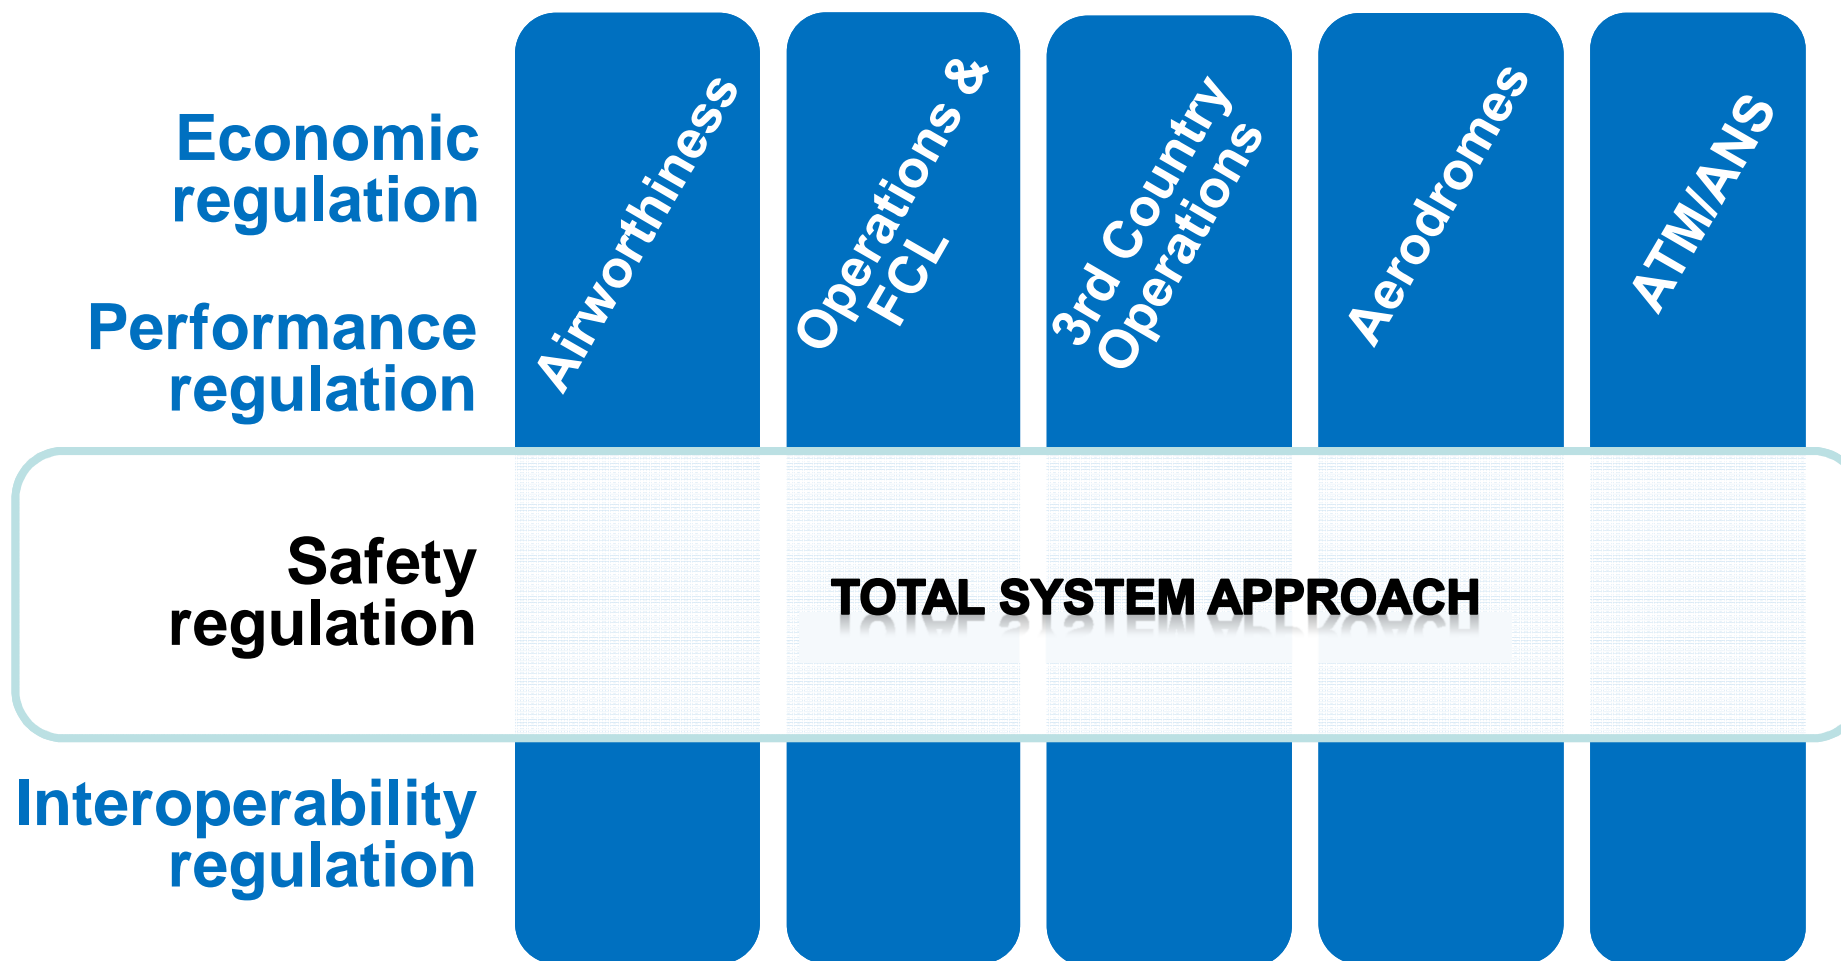 Economic
regulation
Performance
regulation
Safety
regulation
Interoperability
regulation
Airworthiness
Operations &
FCL
3rd Country
Operations
Aerodromes
ATM/ANS
TOTAL SYSTEM APPROACH